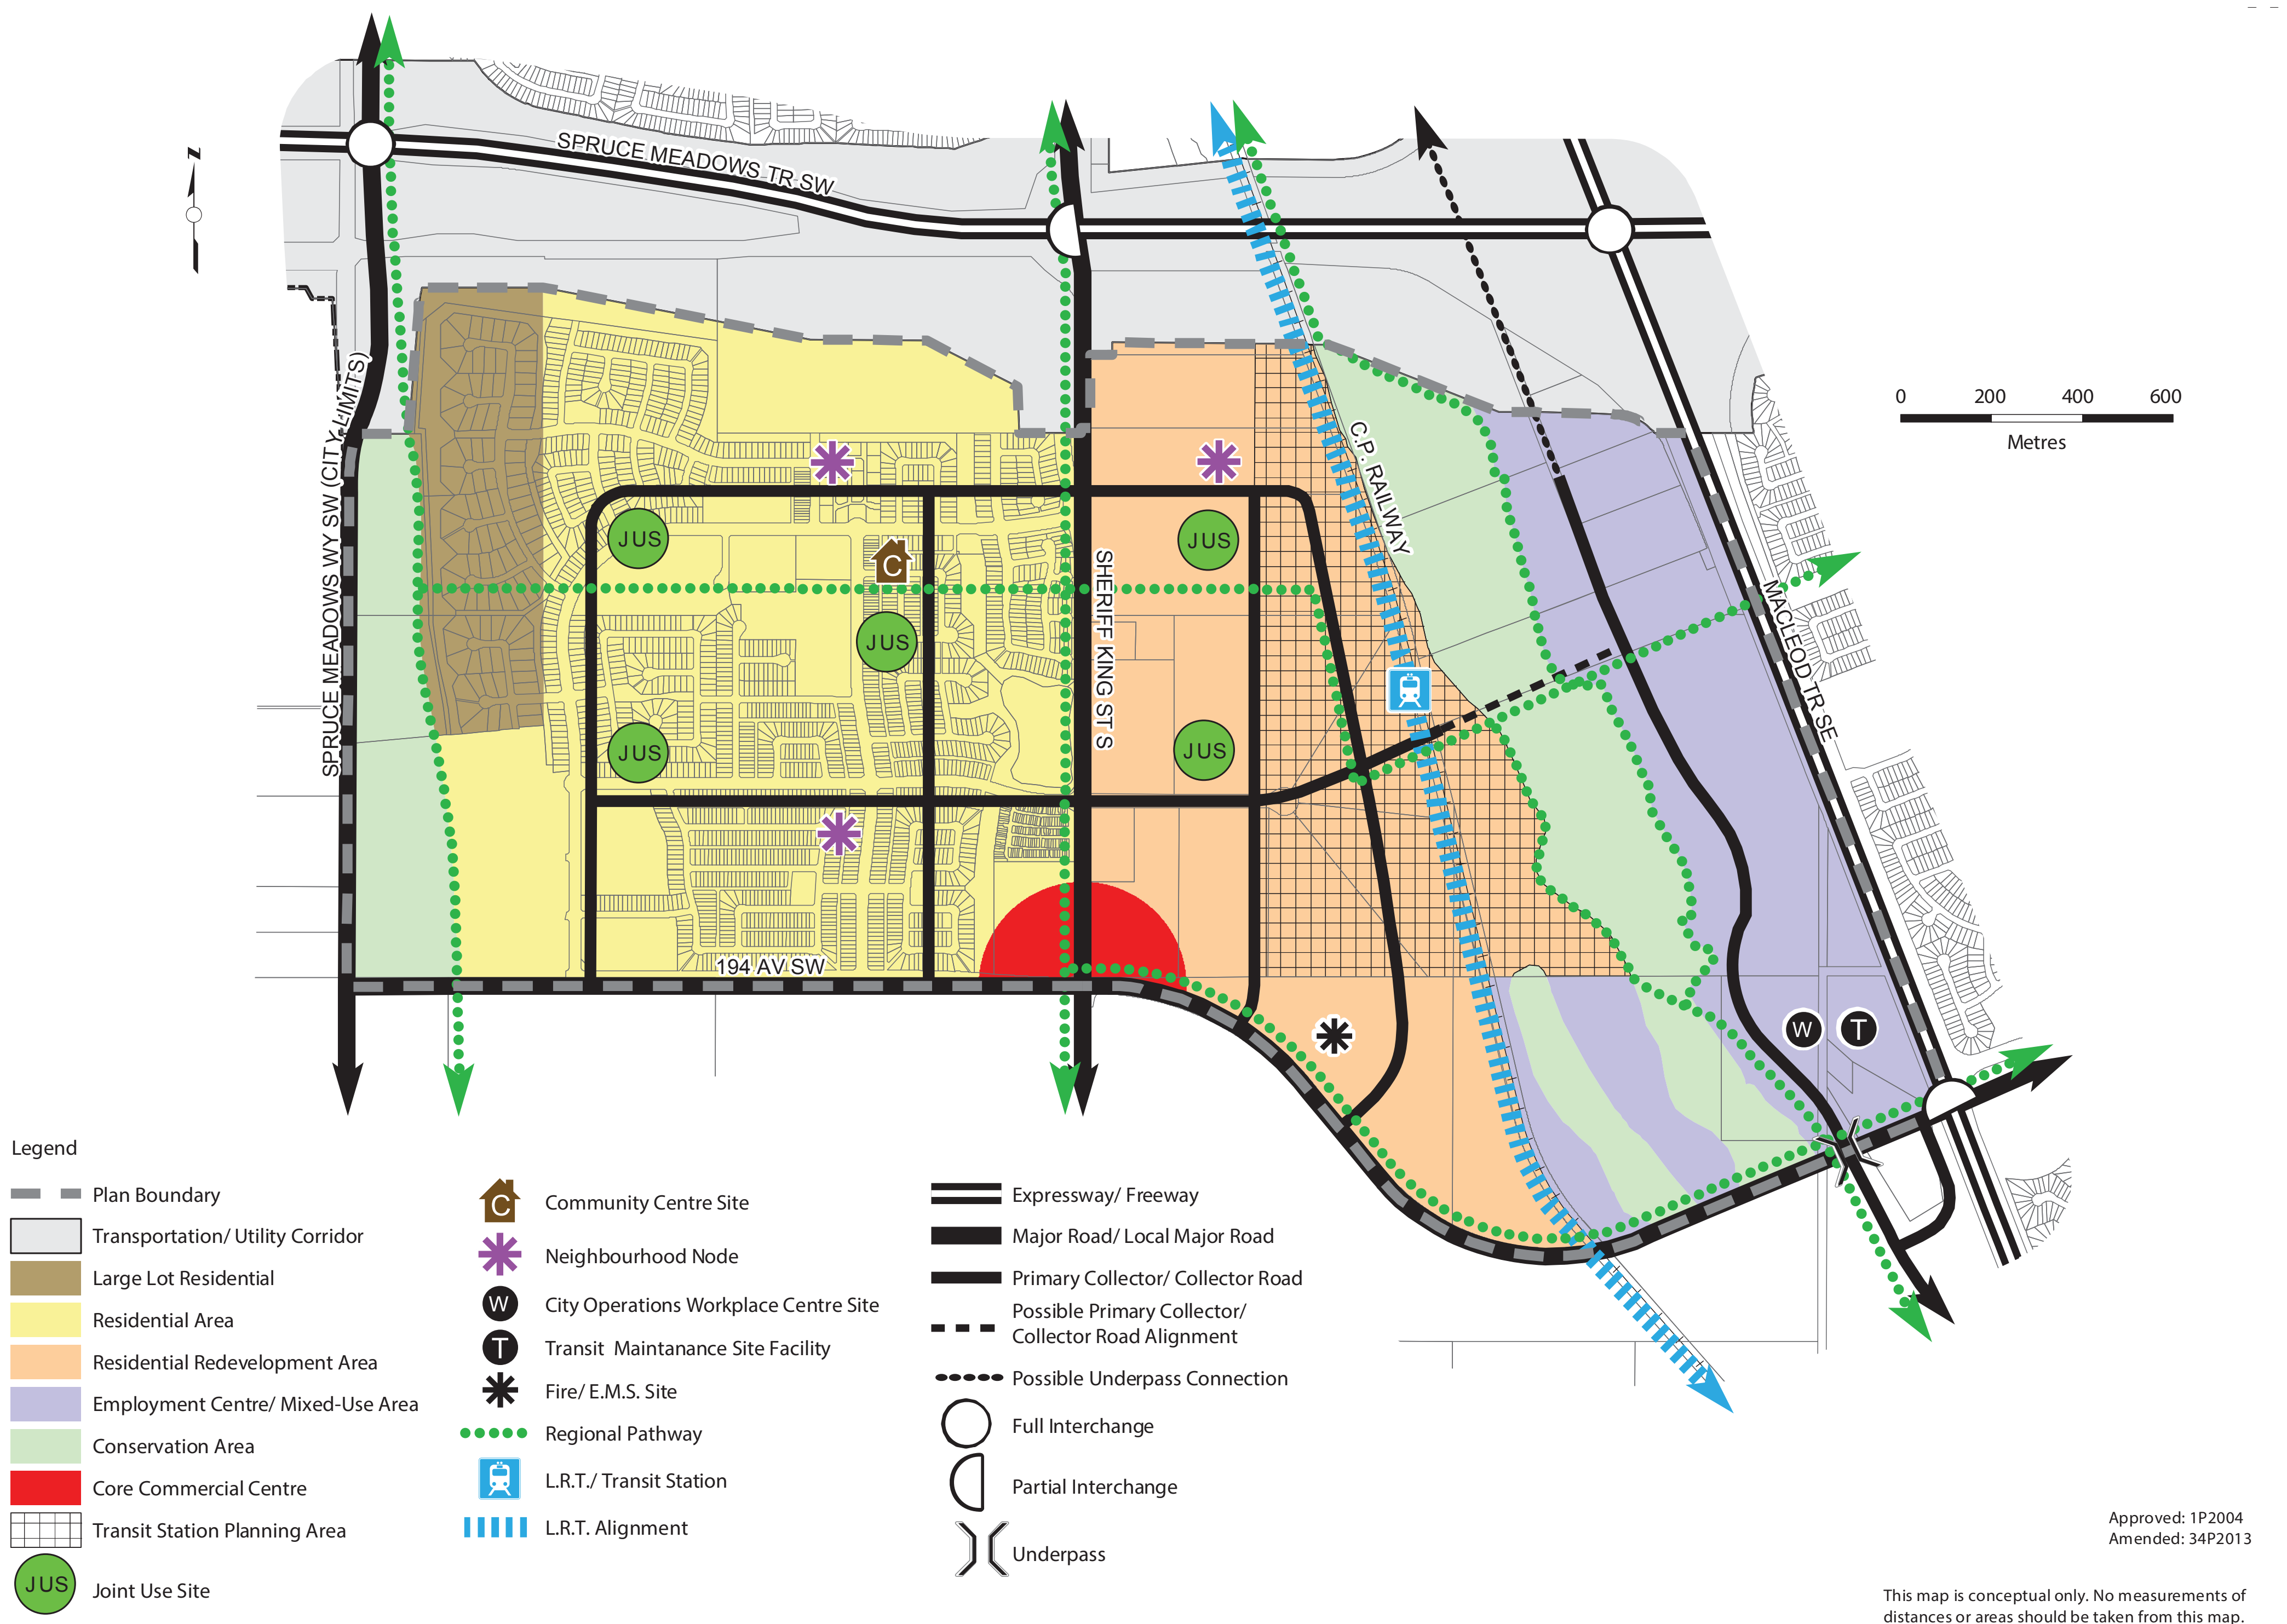 SPRUCE MEADOWS TR SW
N
SPRUCE MEADOWS WY SW (CITY LIMITS)
C.P. RAILWAY
0 200 400 600
Metres
JUS
JUS
C
SHERIFF KING ST S
MACLEOD TR SE
JUS
JUS
JUS
194 AV SW
W T
Legend
Plan Boundary
Transportation/ Utility Corridor
Large Lot Residential
Residential Area
Residential Redevelopment Area
Employment Centre/ Mixed-Use Area
Conservation Area
Core Commercial Centre
Transit Station Planning Area
JUS Joint Use Site
C Community Centre Site
Neighbourhood Node
W City Operations Workplace Centre Site
T Transit Maintanance Site Facility
Fire/ E.M.S. Site
Regional Pathway
L.R.T./ Transit Station
L.R.T. Alignment
Expressway/ Freeway
Major Road/ Local Major Road
Primary Collector/ Collector Road
Possible Primary Collector/
Collector Road Alignment
Possible Underpass Connection
Full Interchange
Partial Interchange
Underpass
Approved: 1P2004
Amended: 34P2013
This map is conceptual only. No measurements of
distances or areas should be taken from this map.